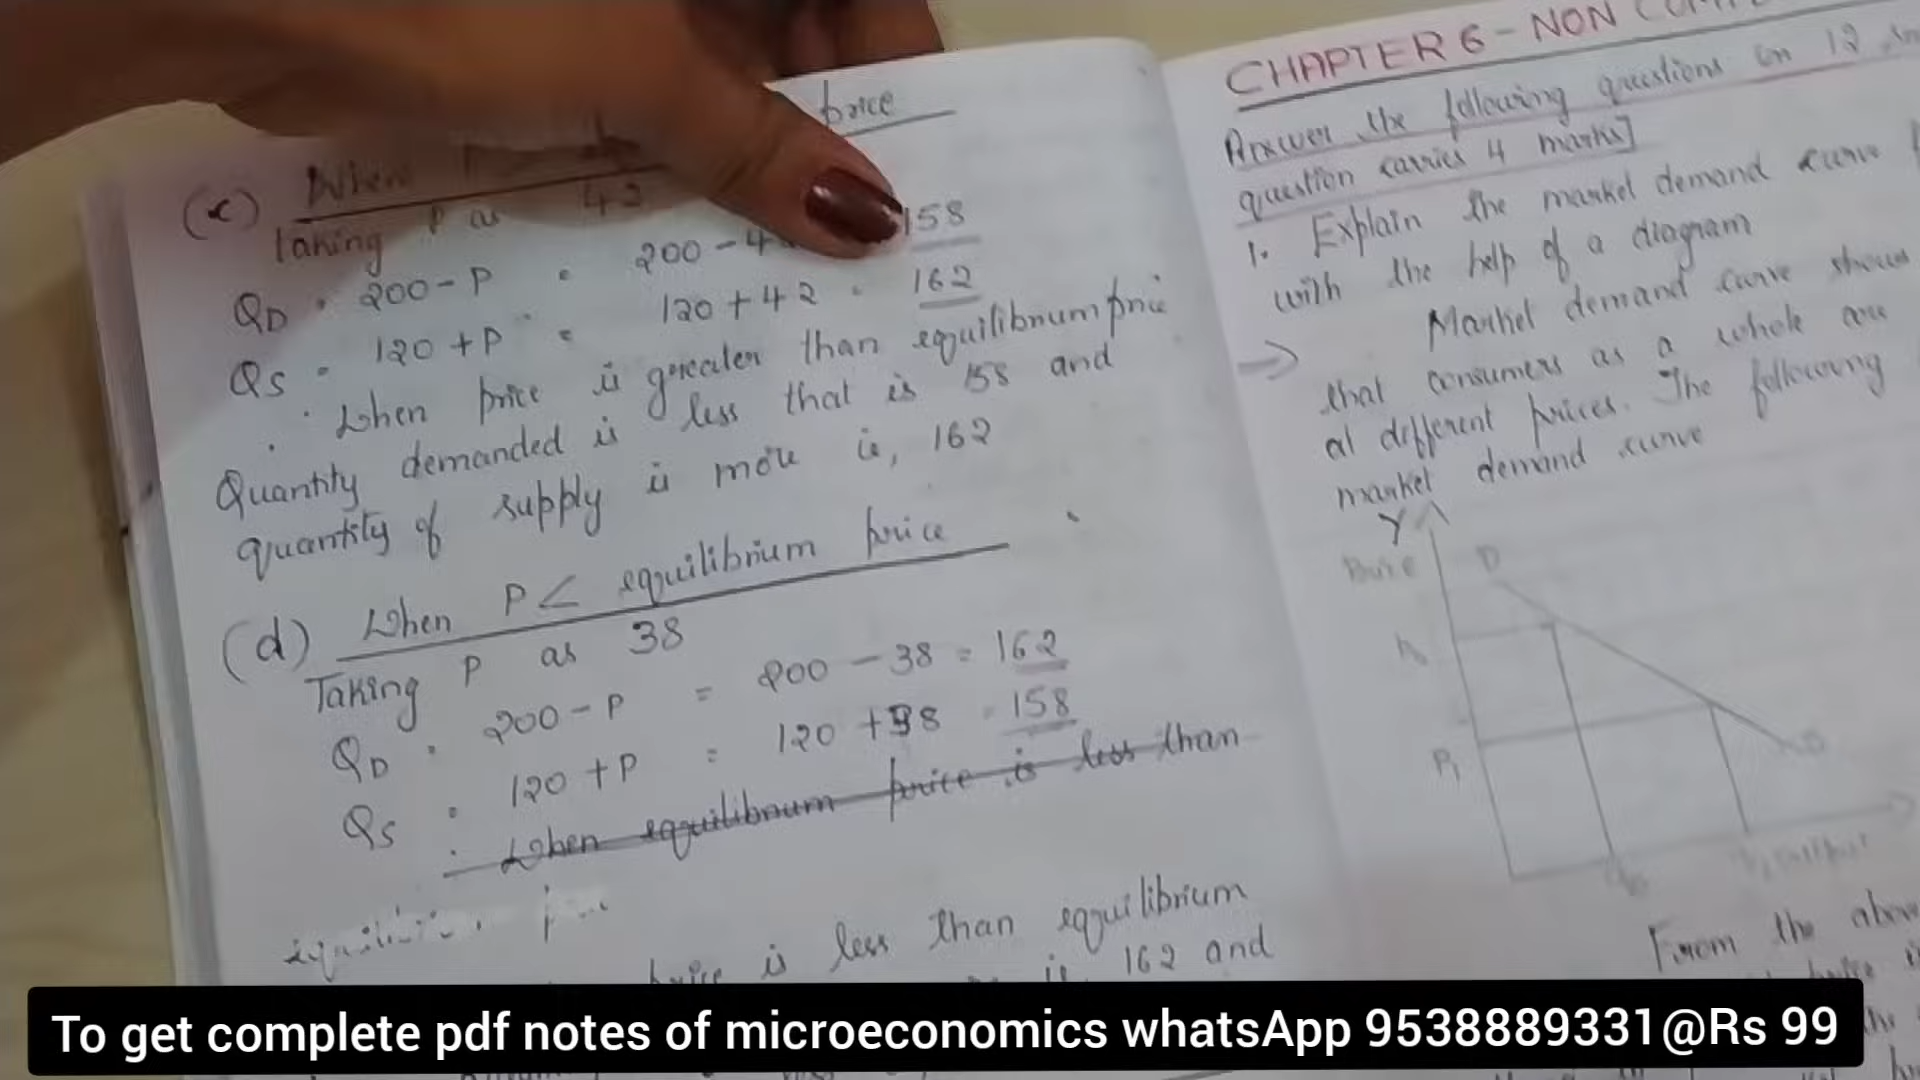 price
(c) When
taking P as 42
QD = 200 - P = 200 - 4 158
QS = 120 + P = 120 + 42 = 162
∴ When price is greater than equilibrium price
Quantity demanded is less that is 158 and
quantity of supply is more ie, 162
(d) When P < equilibrium price
Taking P as 38
QD = 200 - P = 200 - 38 = 162
QS = 120 + P = 120 + 38 = 158
∴ When equilibrium price is less than
price is less than equilibrium
162 and
CHAPTER 6 - NON
Answer the following questions in 12
question carries 4 marks]
1. Explain the market demand curve
with the help of a diagram
→ Market demand curve shows
that consumers as a whole are
at different prices. The following
market demand curve
Y
Price
D
P1
D
From the above
To get complete pdf notes of microeconomics whatsApp 9538889331@Rs 99